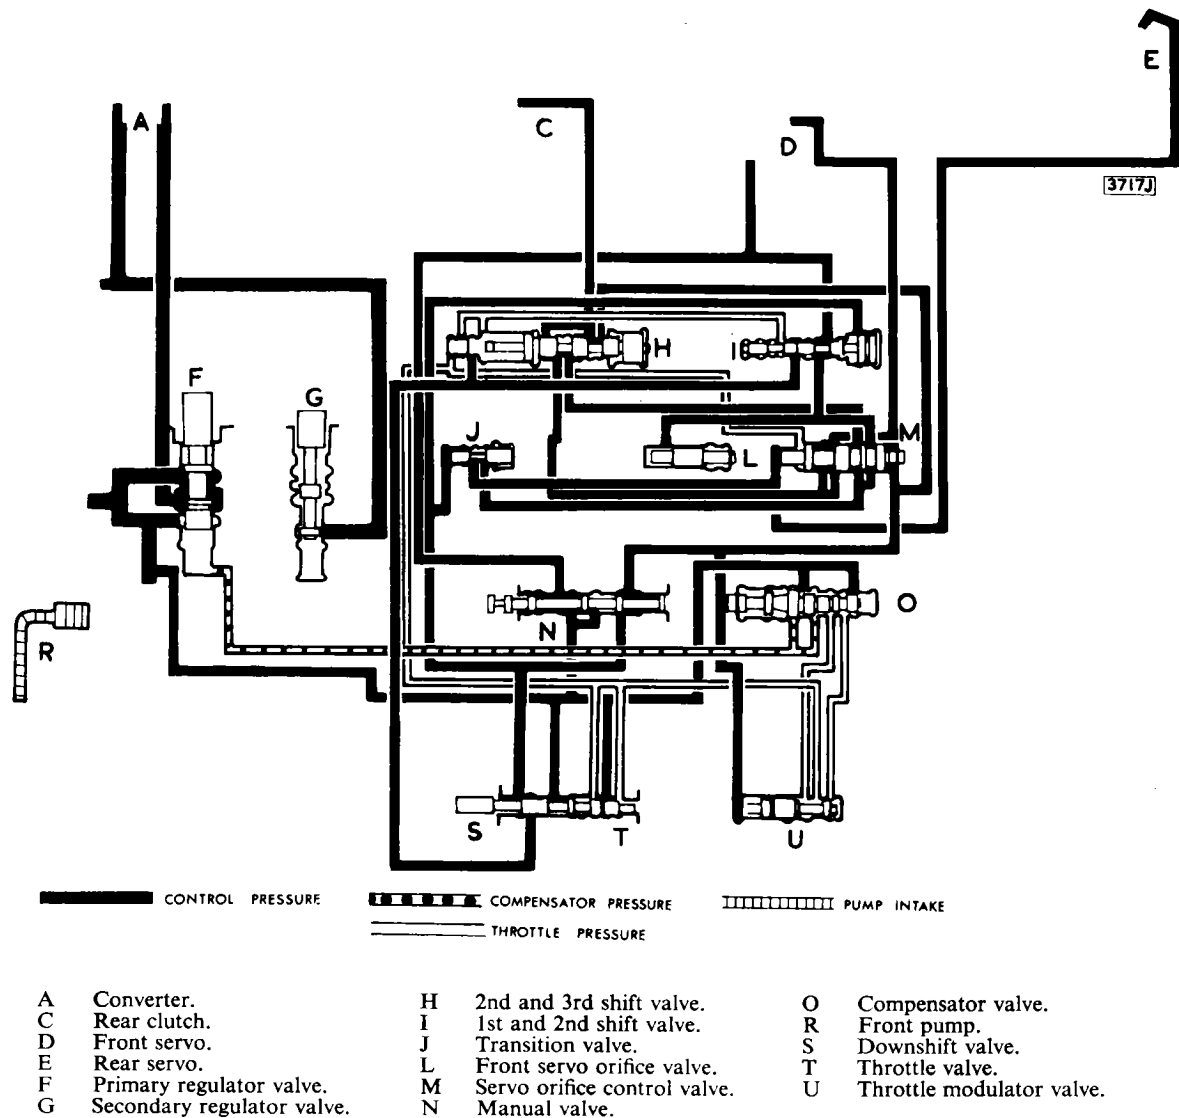 E
A
C
D
3717J
H
I
F
G
J
L
M
N
O
R
S
T
U
CONTROL PRESSURE
COMPENSATOR PRESSURE
PUMP INTAKE
THROTTLE PRESSURE
A Converter.
C Rear clutch.
D Front servo.
E Rear servo.
F Primary regulator valve.
G Secondary regulator valve.
H 2nd and 3rd shift valve.
I 1st and 2nd shift valve.
J Transition valve.
L Front servo orifice valve.
M Servo orifice control valve.
N Manual valve.
O Compensator valve.
R Front pump.
S Downshift valve.
T Throttle valve.
U Throttle modulator valve.